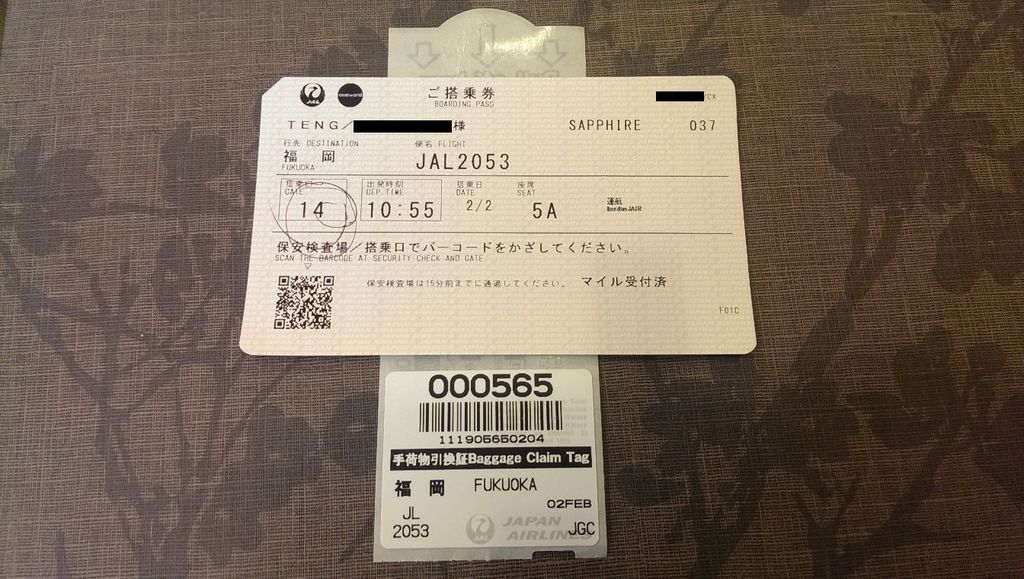 JAL oneworld ご搭乗券
BOARDING PASS
/CX
TENG/ 様 SAPPHIRE 037
行先 DESTINATION 便名 FLIGHT
福岡 JAL2053
FUKUOKA
搭乗口 出発時刻 搭乗日 座席
GATE DEP.TIME DATE SEAT
14 10:55 2/2 5A
運航
JAIR
保安検査場/搭乗口でバーコードをかざしてください。
SCAN THE BARCODE AT SECURITY CHECK AND GATE.
保安検査場は15分前までに通過してください。 マイル受付済
F01C
000565
111905650204
手荷物引換証Baggage Claim Tag
福岡 FUKUOKA
02FEB
JL
2053
JAL JAPAN AIRLINES
JGC